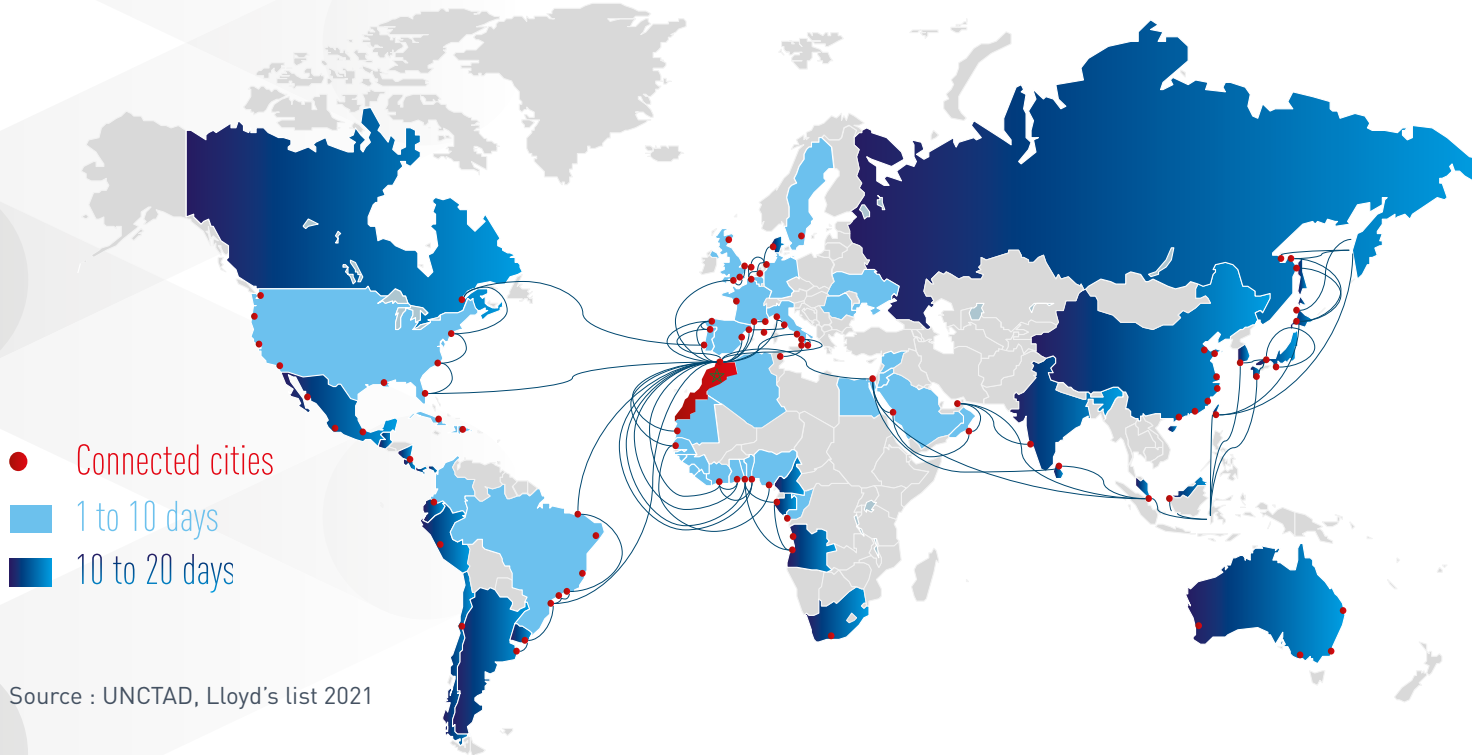 Connected cities
1 to 10 days
10 to 20 days
Source : UNCTAD, Lloyd’s list 2021